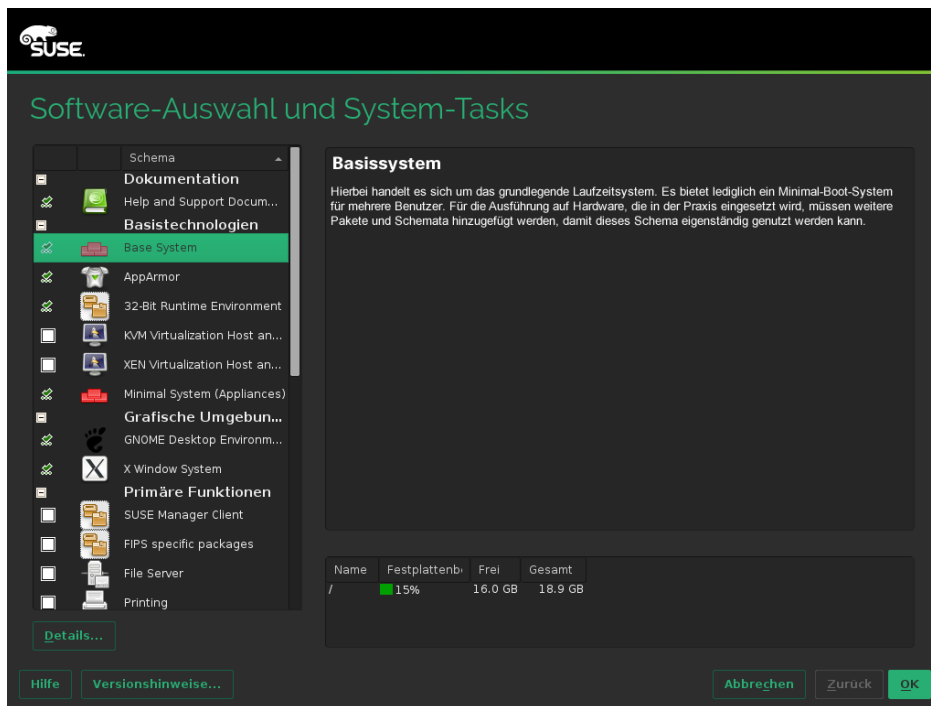 SUSE.
Software-Auswahl und System-Tasks
Schema
Dokumentation
Help and Support Docum...
Basistechnologien
Base System
AppArmor
32-Bit Runtime Environment
KVM Virtualization Host an...
XEN Virtualization Host an...
Minimal System (Appliances)
Grafische Umgebun...
GNOME Desktop Environm...
X Window System
Primäre Funktionen
SUSE Manager Client
FIPS specific packages
File Server
Printing
Details...
Basissystem
Hierbei handelt es sich um das grundlegende Laufzeitsystem. Es bietet lediglich ein Minimal-Boot-System
für mehrere Benutzer. Für die Ausführung auf Hardware, die in der Praxis eingesetzt wird, müssen weitere
Pakete und Schemata hinzugefügt werden, damit dieses Schema eigenständig genutzt werden kann.
Name Festplattenb Frei Gesamt
/ 15% 16.0 GB 18.9 GB
Hilfe Versionshinweise... Abbrechen Zurück OK